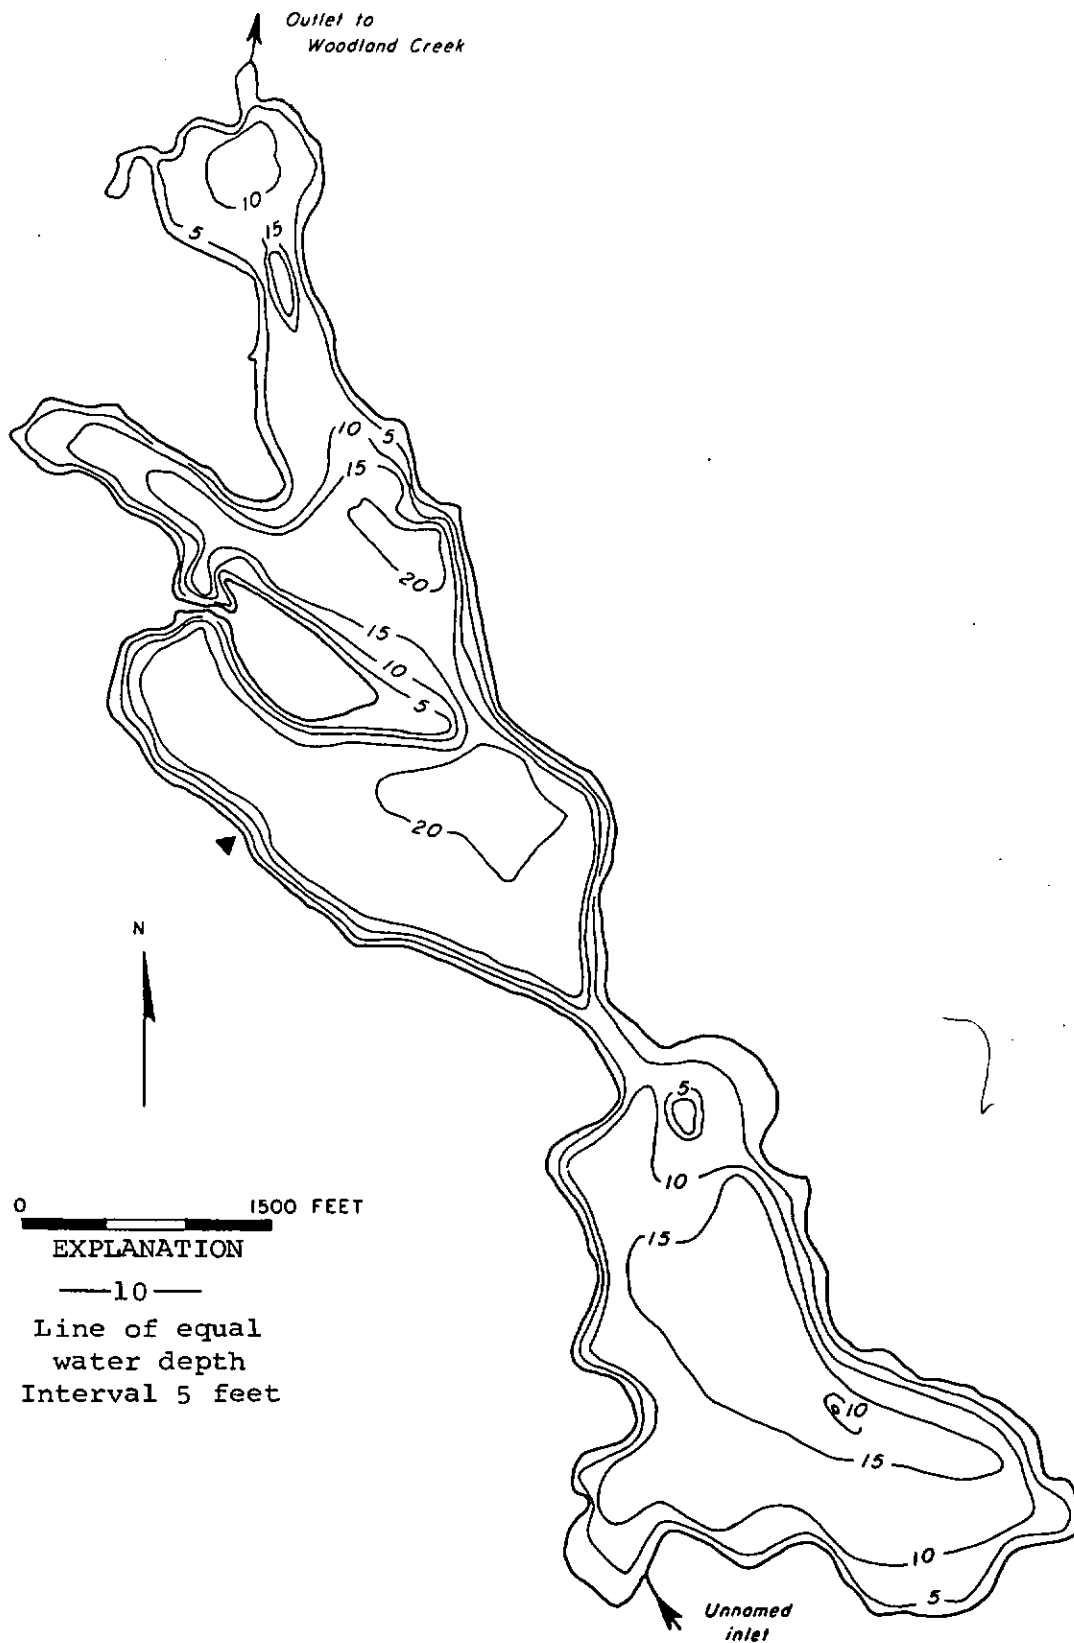 Outlet to
Woodland Creek
10
5
15
10
5
15
20
15
10
5
20
N
5
10
15
10
15
10
5
0 1500 FEET
EXPLANATION
10
Line of equal
water depth
Interval 5 feet
Unnamed
inlet